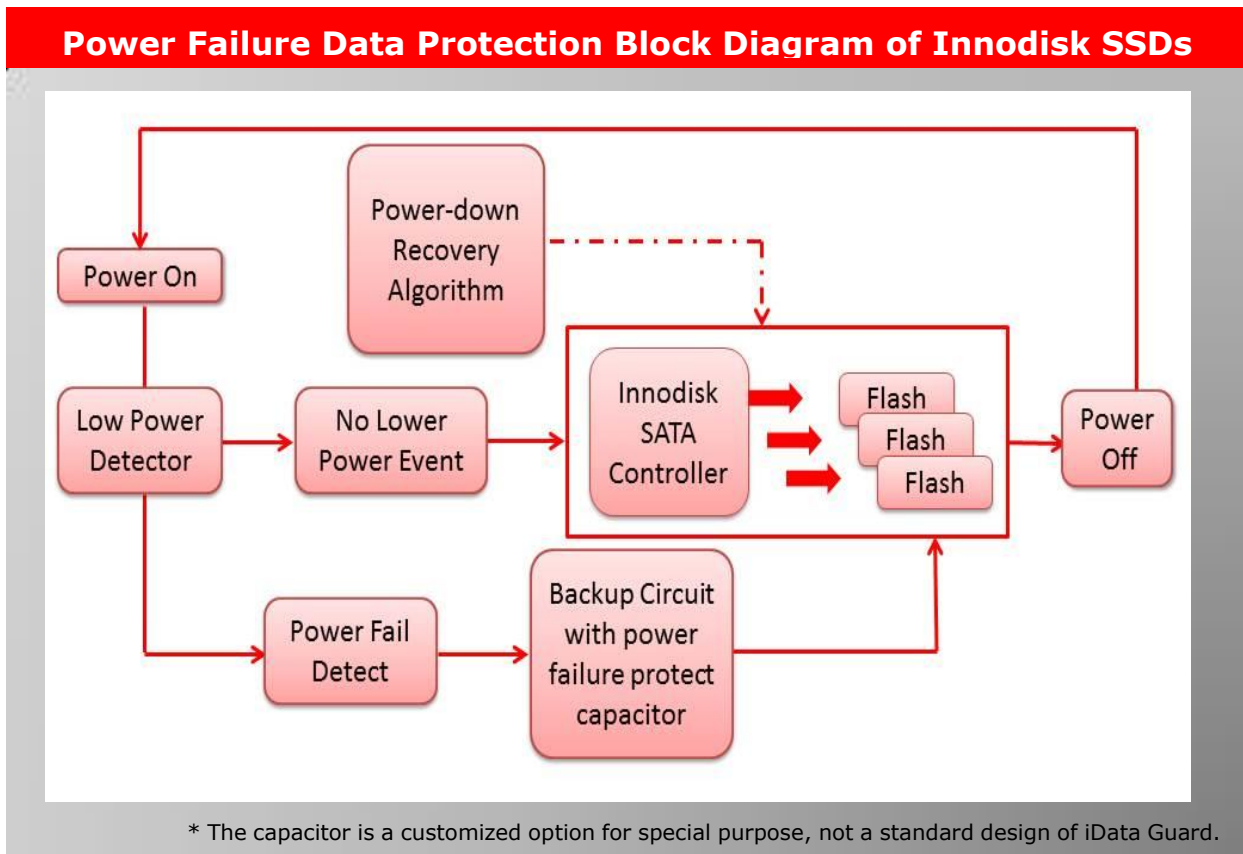 Power Failure Data Protection Block Diagram of Innodisk SSDs
Power-down
Recovery
Algorithm
Power On
Low Power
Detector
No Lower
Power Event
Innodisk
SATA
Controller
Flash
Flash
Flash
Power
Off
Power Fail
Detect
Backup Circuit
with power
failure protect
capacitor
* The capacitor is a customized option for special purpose, not a standard design of iData Guard.